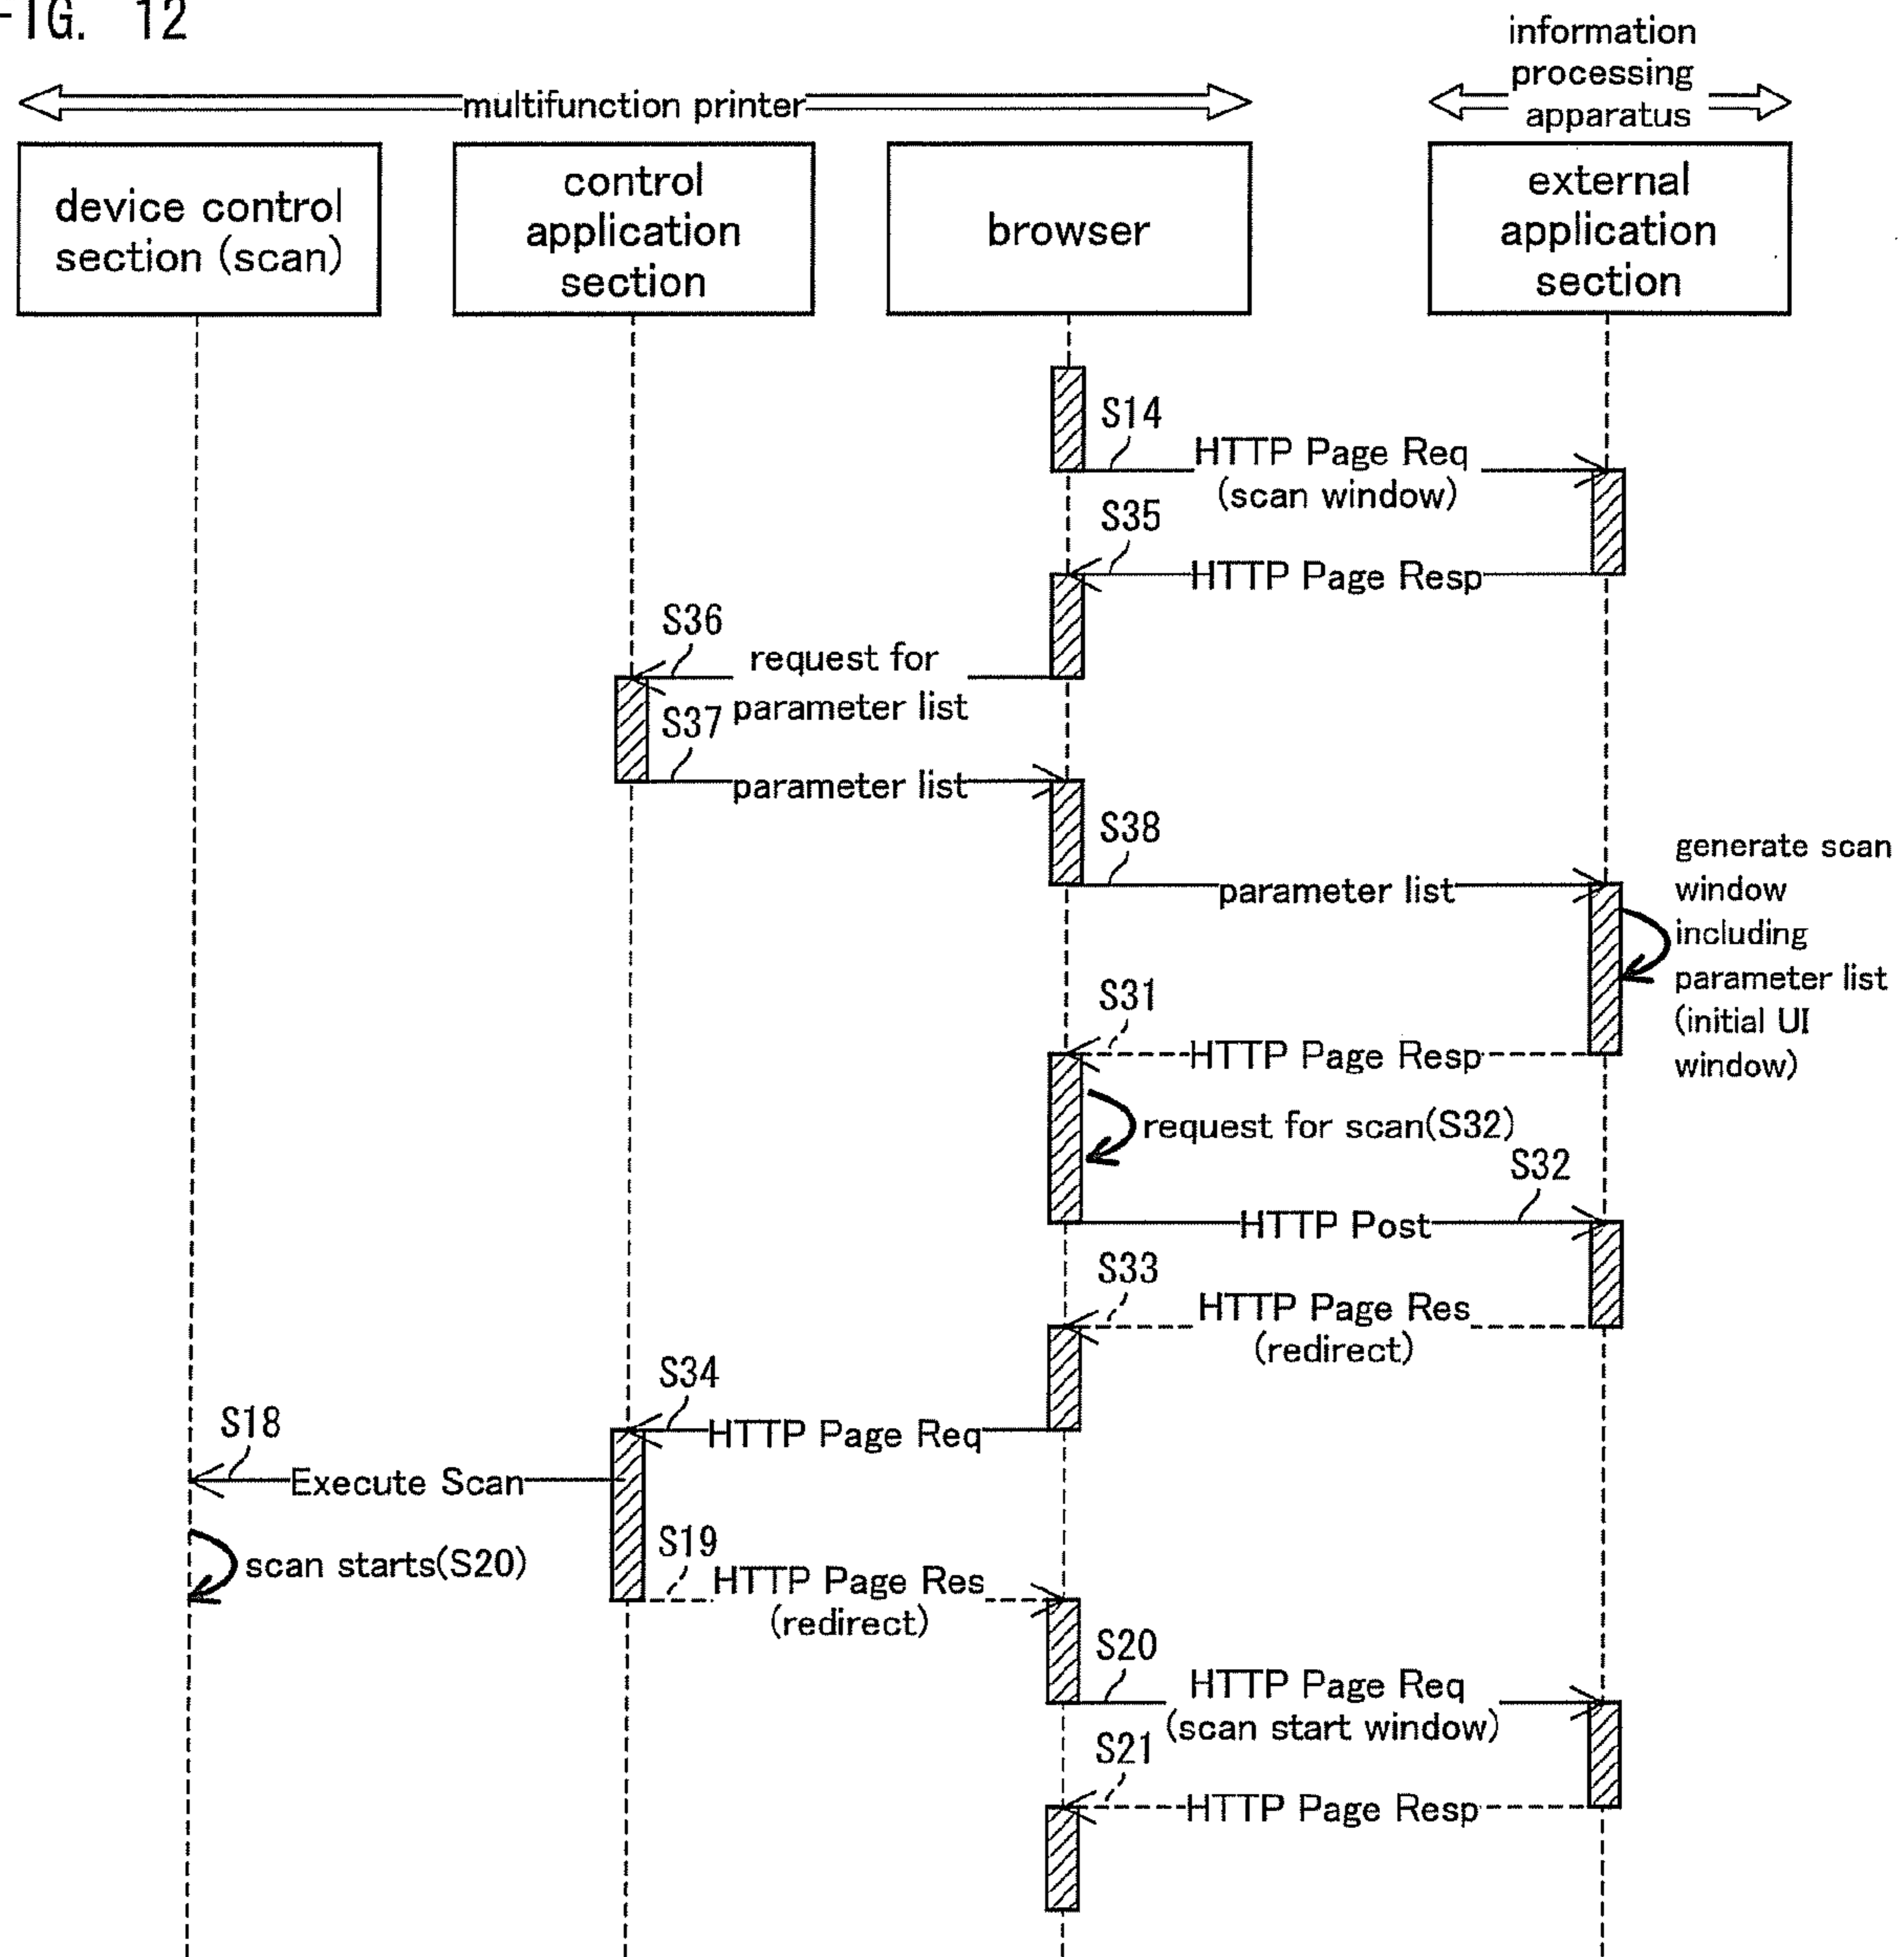 FIG. 12
information
processing
apparatus
multifunction printer
device control
section (scan)
control
application
section
browser
external
application
section
S14
HTTP Page Req
(scan window)
S35
HTTP Page Resp
S36
request for
parameter list
S37
parameter list
S38
parameter list
generate scan
window
including
parameter list
(initial UI
window)
S31
HTTP Page Resp
request for scan(S32)
S32
HTTP Post
S33
HTTP Page Res
(redirect)
S34
HTTP Page Req
S18
Execute Scan
scan starts(S20)
S19
HTTP Page Res
(redirect)
S20
HTTP Page Req
(scan start window)
S21
HTTP Page Resp